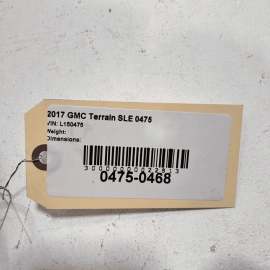 2017 GMC Terrain SLE 0475
VIN: L150475
Weight:
Dimensions:
0475-0468